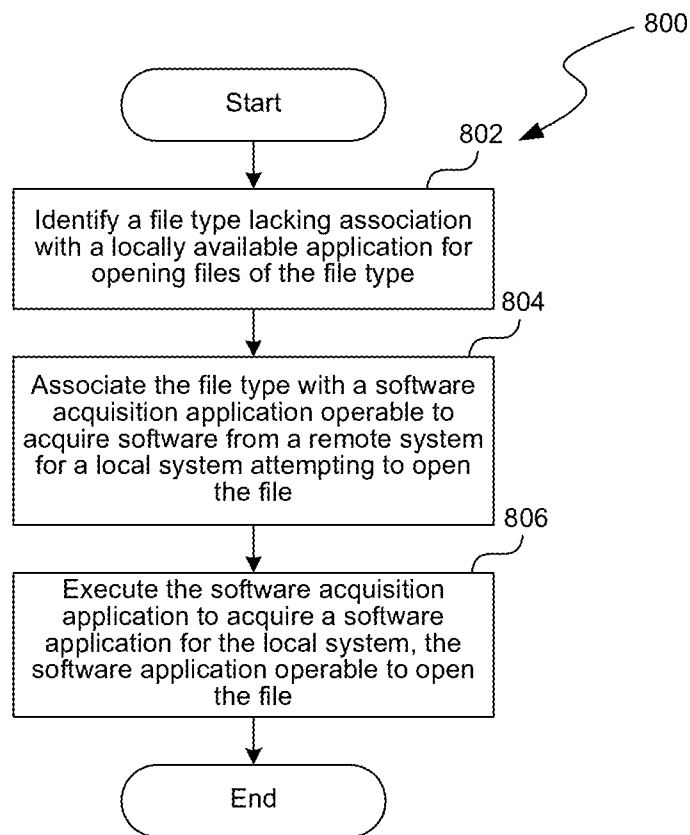 800
Start
802
Identify a file type lacking association
with a locally available application for
opening files of the file type
804
Associate the file type with a software
acquisition application operable to
acquire software from a remote system
for a local system attempting to open
the file
806
Execute the software acquisition
application to acquire a software
application for the local system, the
software application operable to open
the file
End